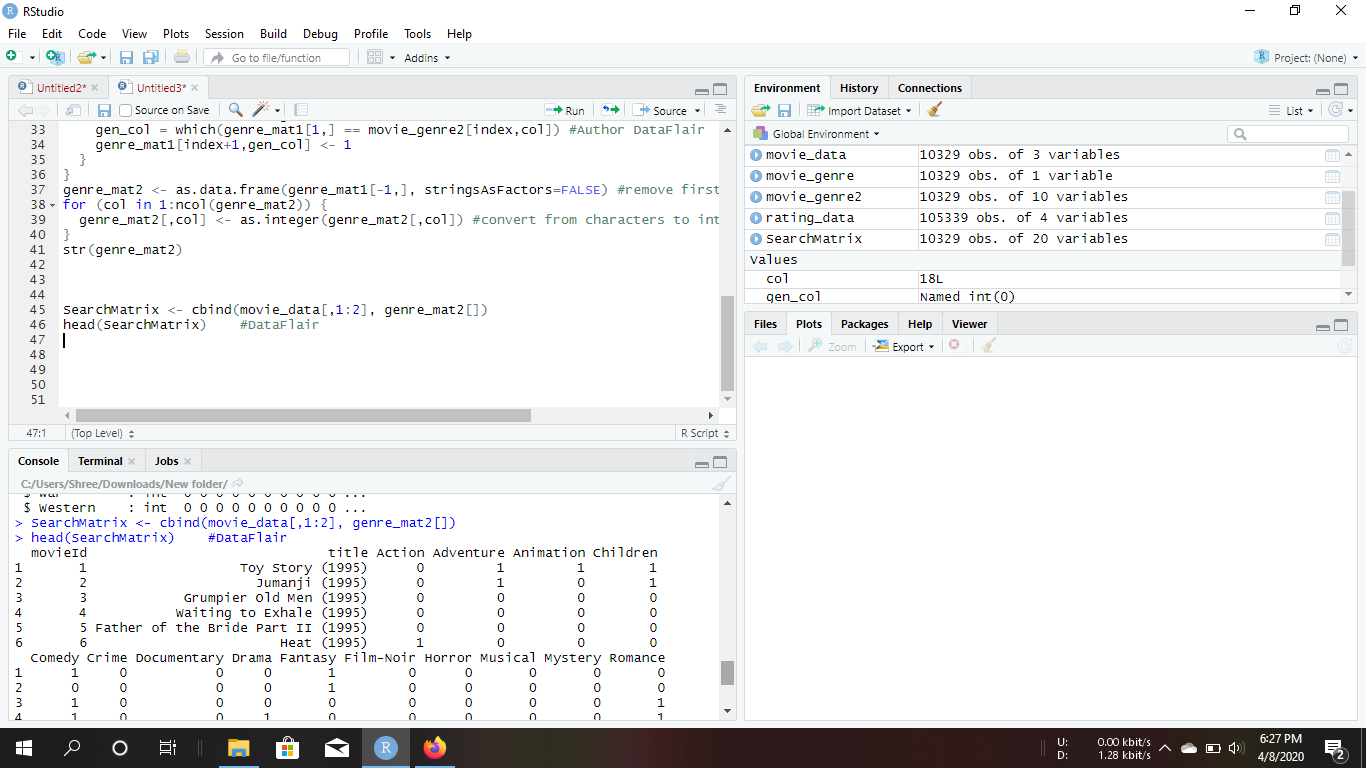 RStudio
File Edit Code View Plots Session Build Debug Profile Tools Help
Go to file/function Addins Project: (None)
Untitled2* Untitled3*
Source on Save Run Source
33 gen_col = which(genre_mat1[1,] == movie_genre2[index,col]) #Author DataFlair
34 genre_mat1[index+1,gen_col] <- 1
35 }
36 }
37 genre_mat2 <- as.data.frame(genre_mat1[-1,], stringsAsFactors=FALSE) #remove first
38 for (col in 1:ncol(genre_mat2)) {
39 genre_mat2[,col] <- as.integer(genre_mat2[,col]) #convert from characters to int
40 }
41 str(genre_mat2)
42
43
44
45 SearchMatrix <- cbind(movie_data[,1:2], genre_mat2[])
46 head(SearchMatrix) #DataFlair
47
48
49
50
51
47:1 (Top Level) R Script
Console Terminal Jobs
C:/Users/Shree/Downloads/New folder/
$ War : int 0 0 0 0 0 0 0 0 0 0 ...
$ Western : int 0 0 0 0 0 0 0 0 0 0 ...
> SearchMatrix <- cbind(movie_data[,1:2], genre_mat2[])
> head(SearchMatrix) #DataFlair
movieId title Action Adventure Animation Children
1 1 Toy Story (1995) 0 1 1 1
2 2 Jumanji (1995) 0 1 0 1
3 3 Grumpier Old Men (1995) 0 0 0 0
4 4 Waiting to Exhale (1995) 0 0 0 0
5 5 Father of the Bride Part II (1995) 0 0 0 0
6 6 Heat (1995) 1 0 0 0
Comedy Crime Documentary Drama Fantasy Film-Noir Horror Musical Mystery Romance
1 1 0 0 0 1 0 0 0 0 0
2 0 0 0 0 1 0 0 0 0 0
3 1 0 0 0 0 0 0 0 0 1
4 1 0 0 1 0 0 0 0 0 1
Environment History Connections
Import Dataset List
Global Environment
movie_data 10329 obs. of 3 variables
movie_genre 10329 obs. of 1 variable
movie_genre2 10329 obs. of 10 variables
rating_data 105339 obs. of 4 variables
SearchMatrix 10329 obs. of 20 variables
Values
col 18L
gen_col Named int(0)
Files Plots Packages Help Viewer
Zoom Export
U: 0.00 kbit/s
D: 1.28 kbit/s
6:27 PM
4/8/2020
2